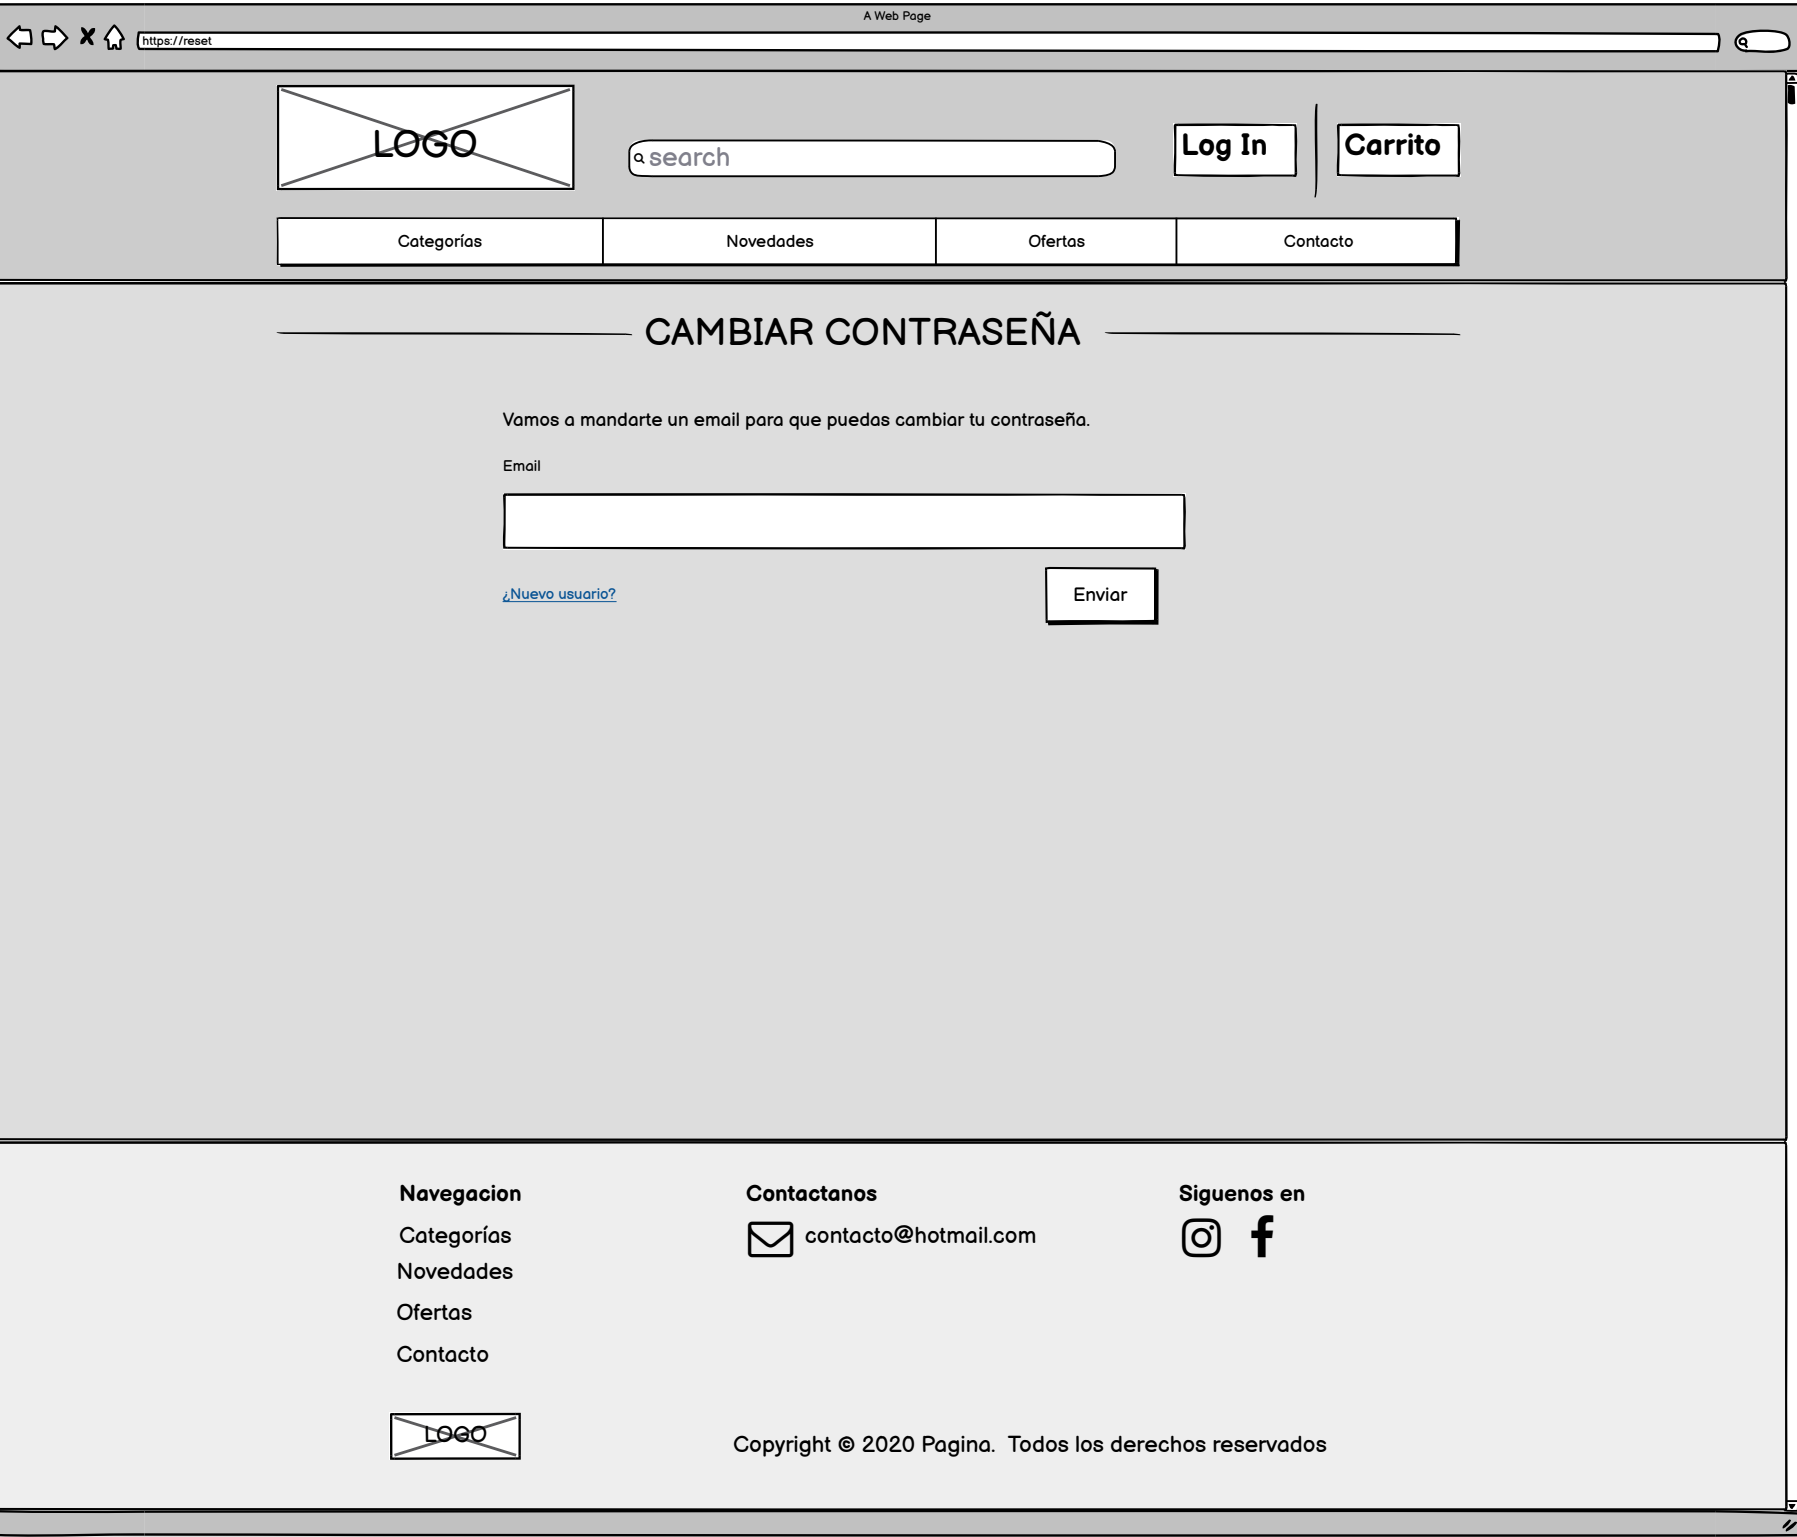 A Web Page
https://reset
LOGO
search
Log In
Carrito
Categorías
Novedades
Ofertas
Contacto
CAMBIAR CONTRASEÑA
Vamos a mandarte un email para que puedas cambiar tu contraseña.
Email
¿Nuevo usuario?
Enviar
Navegacion
Categorías
Novedades
Ofertas
Contacto
Contactanos
contacto@hotmail.com
Siguenos en
LOGO
Copyright © 2020 Pagina.  Todos los derechos reservados